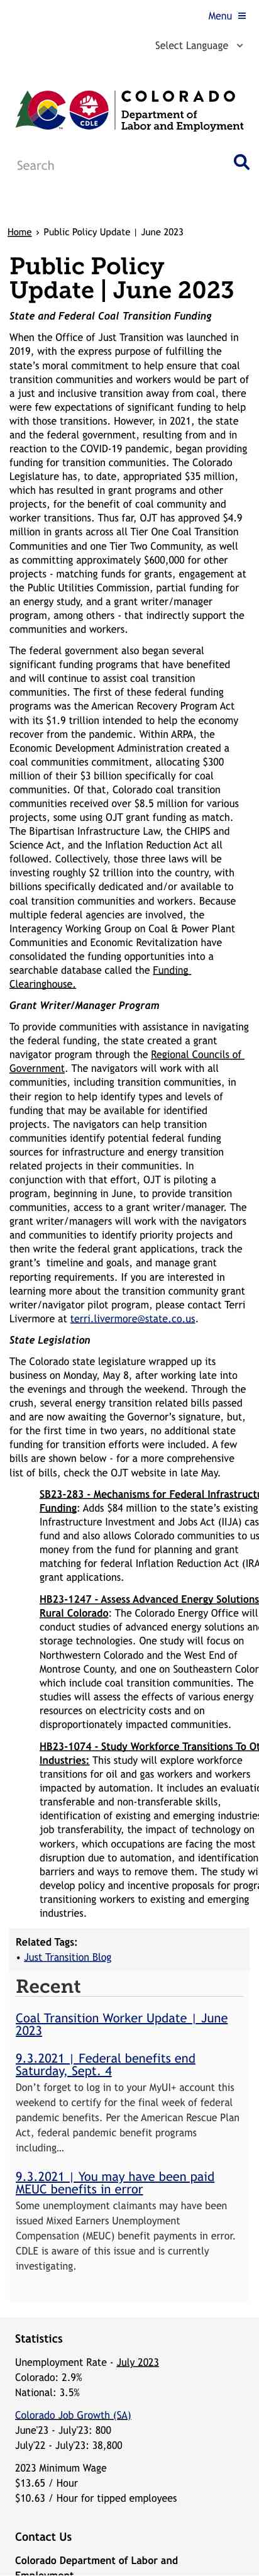 Menu
Select Language
CDLE
COLORADO
Department of
Labor and Employment
Search
Home › Public Policy Update | June 2023
Public Policy
Update | June 2023
State and Federal Coal Transition Funding
When the Office of Just Transition was launched in
2019, with the express purpose of fulfilling the
state's moral commitment to help ensure that coal
transition communities and workers would be part of
a just and inclusive transition away from coal, there
were few expectations of significant funding to help
with those transitions. However, in 2021, the state
and the federal government, resulting from and in
reaction to the COVID-19 pandemic, began providing
funding for transition communities. The Colorado
Legislature has, to date, appropriated $35 million,
which has resulted in grant programs and other
projects, for the benefit of coal community and
worker transitions. Thus far, OJT has approved $4.9
million in grants across all Tier One Coal Transition
Communities and one Tier Two Community, as well
as committing approximately $600,000 for other
projects - matching funds for grants, engagement at
the Public Utilities Commission, partial funding for
an energy study, and a grant writer/manager
program, among others - that indirectly support the
communities and workers.
The federal government also began several
significant funding programs that have benefited
and will continue to assist coal transition
communities. The first of these federal funding
programs was the American Recovery Program Act
with its $1.9 trillion intended to help the economy
recover from the pandemic. Within ARPA, the
Economic Development Administration created a
coal communities commitment, allocating $300
million of their $3 billion specifically for coal
communities. Of that, Colorado coal transition
communities received over $8.5 million for various
projects, some using OJT grant funding as match.
The Bipartisan Infrastructure Law, the CHIPS and
Science Act, and the Inflation Reduction Act all
followed. Collectively, those three laws will be
investing roughly $2 trillion into the country, with
billions specifically dedicated and/or available to
coal transition communities and workers. Because
multiple federal agencies are involved, the
Interagency Working Group on Coal & Power Plant
Communities and Economic Revitalization have
consolidated the funding opportunities into a
searchable database called the Funding
Clearinghouse.
Grant Writer/Manager Program
To provide communities with assistance in navigating
the federal funding, the state created a grant
navigator program through the Regional Councils of
Government. The navigators will work with all
communities, including transition communities, in
their region to help identify types and levels of
funding that may be available for identified
projects. The navigators can help transition
communities identify potential federal funding
sources for infrastructure and energy transition
related projects in their communities. In
conjunction with that effort, OJT is piloting a
program, beginning in June, to provide transition
communities, access to a grant writer/manager. The
grant writer/managers will work with the navigators
and communities to identify priority projects and
then write the federal grant applications, track the
grant's timeline and goals, and manage grant
reporting requirements. If you are interested in
learning more about the transition community grant
writer/navigator pilot program, please contact Terri
Livermore at terri.livermore@state.co.us.
State Legislation
The Colorado state legislature wrapped up its
business on Monday, May 8, after working late into
the evenings and through the weekend. Through the
crush, several energy transition related bills passed
and are now awaiting the Governor's signature, but,
for the first time in two years, no additional state
funding for transition efforts were included. A few
bills are shown below - for a more comprehensive
list of bills, check the OJT website in late May.
SB23-283 - Mechanisms for Federal Infrastructu
Funding: Adds $84 million to the state's existing
Infrastructure Investment and Jobs Act (IIJA) cas
fund and also allows Colorado communities to us
money from the fund for planning and grant
matching for federal Inflation Reduction Act (IRA
grant applications.
HB23-1247 - Assess Advanced Energy Solutions
Rural Colorado: The Colorado Energy Office will
conduct studies of advanced energy solutions and
storage technologies. One study will focus on
Northwestern Colorado and the West End of
Montrose County, and one on Southeastern Color
which include coal transition communities. The
studies will assess the effects of various energy
resources on electricity costs and on
disproportionately impacted communities.
HB23-1074 - Study Workforce Transitions To Ot
Industries: This study will explore workforce
transitions for oil and gas workers and workers
impacted by automation. It includes an evaluatio
transferable and non-transferable skills,
identification of existing and emerging industries
job transferability, the impact of technology on
workers, which occupations are facing the most
disruption due to automation, and identification
barriers and ways to remove them. The study wi
develop policy and incentive proposals for progra
transitioning workers to existing and emerging
industries.
Related Tags:
• Just Transition Blog
Recent
Coal Transition Worker Update | June
2023
9.3.2021 | Federal benefits end
Saturday, Sept. 4
Don't forget to log in to your MyUI+ account this
weekend to certify for the final week of federal
pandemic benefits. Per the American Rescue Plan
Act, federal pandemic benefit programs
including...
9.3.2021 | You may have been paid
MEUC benefits in error
Some unemployment claimants may have been
issued Mixed Earners Unemployment
Compensation (MEUC) benefit payments in error.
CDLE is aware of this issue and is currently
investigating.
Statistics
Unemployment Rate - July 2023
Colorado: 2.9%
National: 3.5%
Colorado Job Growth (SA)
June'23 - July'23: 800
July'22 - July'23: 38,800
2023 Minimum Wage
$13.65 / Hour
$10.63 / Hour for tipped employees
Contact Us
Colorado Department of Labor and
Employment